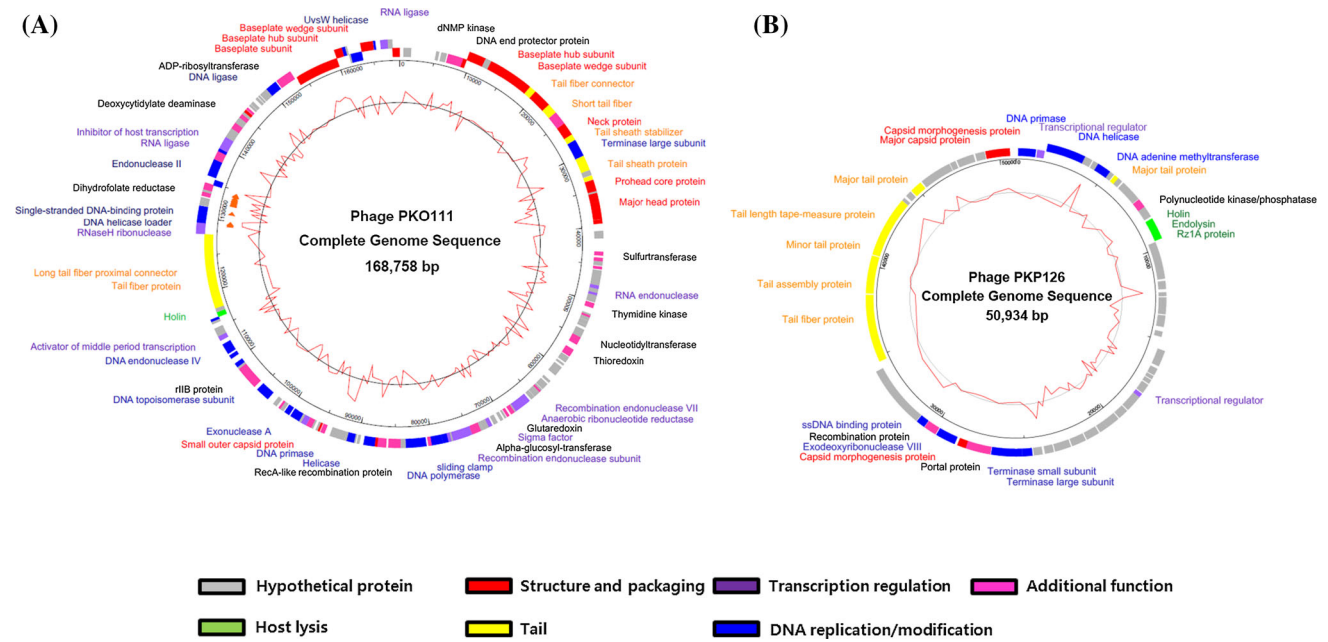 (A)
(B)
UvsW helicase
RNA ligase
Baseplate wedge subunit
Baseplate hub subunit
Baseplate subunit
ADP-ribosyltransferase
DNA ligase
Deoxycytidylate deaminase
Inhibitor of host transcription
RNA ligase
Endonuclease II
Dihydrofolate reductase
Single-stranded DNA-binding protein
DNA helicase loader
RNaseH ribonuclease
Long tail fiber proximal connector
Tail fiber protein
Holin
Activator of middle period transcription
DNA endonuclease IV
rIIB protein
DNA topoisomerase subunit
Exonuclease A
Small outer capsid protein
DNA primase
Helicase
RecA-like recombination protein
dNMP kinase
DNA end protector protein
Baseplate hub subunit
Baseplate wedge subunit
Tail fiber connector
Short tail fiber
Neck protein
Tail sheath stabilizer
Terminase large subunit
Tail sheath protein
Prohead core protein
Major head protein
Sulfurtransferase
RNA endonuclease
Thymidine kinase
Nucleotidyltransferase
Thioredoxin
Recombination endonuclease VII
Anaerobic ribonucleotide reductase
Glutaredoxin
Sigma factor
Alpha-glucosyl-transferase
Recombination endonuclease subunit
sliding clamp
DNA polymerase
Phage PKO111
Complete Genome Sequence
168,758 bp
DNA primase
Transcriptional regulator
DNA helicase
Capsid morphogenesis protein
Major capsid protein
DNA adenine methyltransferase
Major tail protein
Polynucleotide kinase/phosphatase
Holin
Endolysin
Rz1A protein
Major tail protein
Tail length tape-measure protein
Minor tail protein
Tail assembly protein
Tail fiber protein
Transcriptional regulator
ssDNA binding protein
Recombination protein
Exodeoxyribonuclease VIII
Capsid morphogenesis protein
Portal protein
Terminase small subunit
Terminase large subunit
Phage PKP126
Complete Genome Sequence
50,934 bp
Hypothetical protein
Structure and packaging
Transcription regulation
Additional function
Host lysis
Tail
DNA replication/modification